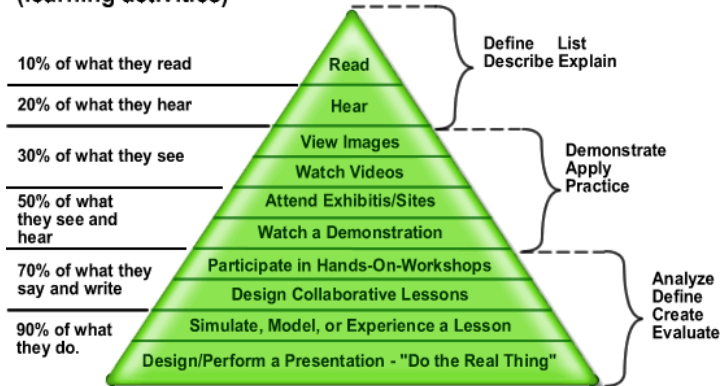 (learning activities)
10% of what they read
20% of what they hear
30% of what they see
50% of what
they see and
hear
70% of what they
say and write
90% of what
they do.
Read
Hear
View Images
Watch Videos
Attend Exhibitis/Sites
Watch a Demonstration
Participate in Hands-On-Workshops
Design Collaborative Lessons
Simulate, Model, or Experience a Lesson
Design/Perform a Presentation - "Do the Real Thing"
Define List
Describe Explain
Demonstrate
Apply
Practice
Analyze
Define
Create
Evaluate